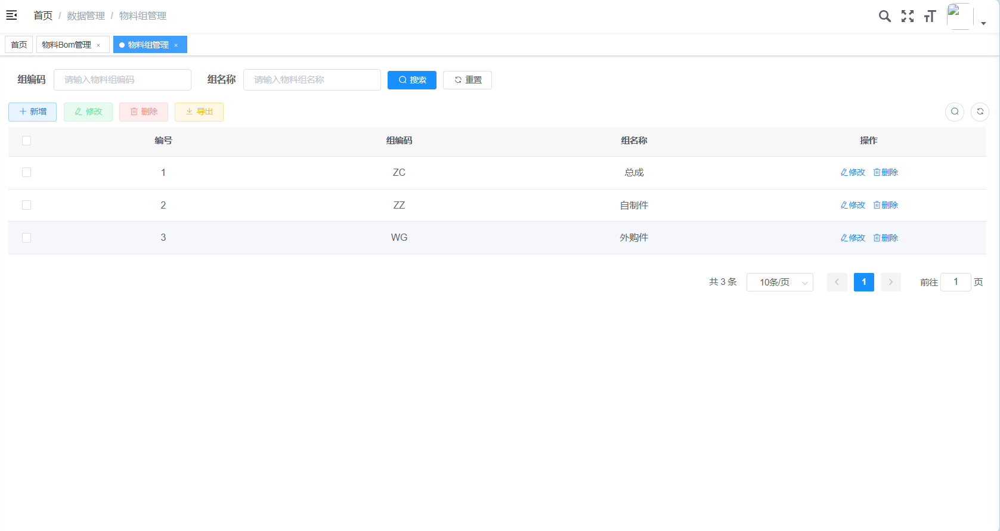 首页 / 数据管理 / 物料组管理
首页 物料Bom管理 × 物料组管理 ×
组编码 请输入物料组编码 组名称 请输入物料组名称 搜索 重置
新增 修改 删除 导出
编号 组编码 组名称 操作
1 ZC 总成 修改 删除
2 ZZ 自制件 修改 删除
3 WG 外购件 修改 删除
共 3 条 10条/页 1 前往 1 页